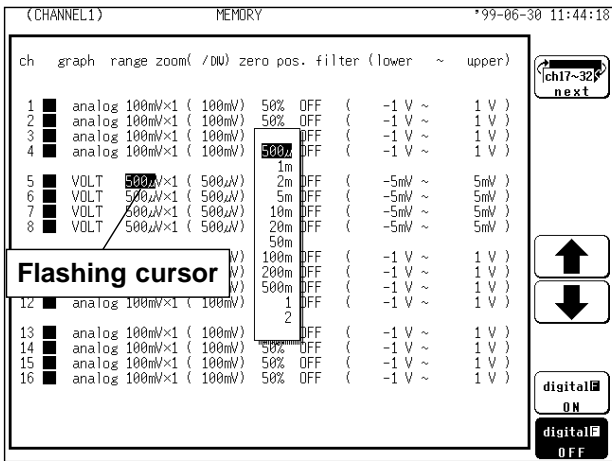 (CHANNEL1) MEMORY '99-06-30 11:44:18
ch graph range zoom( /DIV) zero pos. filter (lower ~ upper)
ch17~32
next
1 analog 100mV×1 ( 100mV) 50% OFF ( -1 V ~ 1 V )
2 analog 100mV×1 ( 100mV) 50% OFF ( -1 V ~ 1 V )
3 analog 100mV×1 ( 100mV) OFF ( -1 V ~ 1 V )
4 analog 100mV×1 ( 100mV) 500µ OFF ( -1 V ~ 1 V )
1m
5 VOLT 500µV×1 ( 500µV) 2m OFF ( -5mV ~ 5mV )
6 VOLT 500µV×1 ( 500µV) 5m OFF ( -5mV ~ 5mV )
7 VOLT 500µV×1 ( 500µV) 10m OFF ( -5mV ~ 5mV )
8 VOLT 500µV×1 ( 500µV) 20m OFF ( -5mV ~ 5mV )
50m
V) 100m OFF ( -1 V ~ 1 V )
Flashing cursor
V) 200m OFF ( -1 V ~ 1 V )
V) 500m OFF ( -1 V ~ 1 V )
12 analog 100mV×1 ( 100mV) 1 OFF ( -1 V ~ 1 V )
2
13 analog 100mV×1 ( 100mV) OFF ( -1 V ~ 1 V )
14 analog 100mV×1 ( 100mV) 50% OFF ( -1 V ~ 1 V )
15 analog 100mV×1 ( 100mV) 50% OFF ( -1 V ~ 1 V )
16 analog 100mV×1 ( 100mV) 50% OFF ( -1 V ~ 1 V )
digital F
ON
digital F
OFF